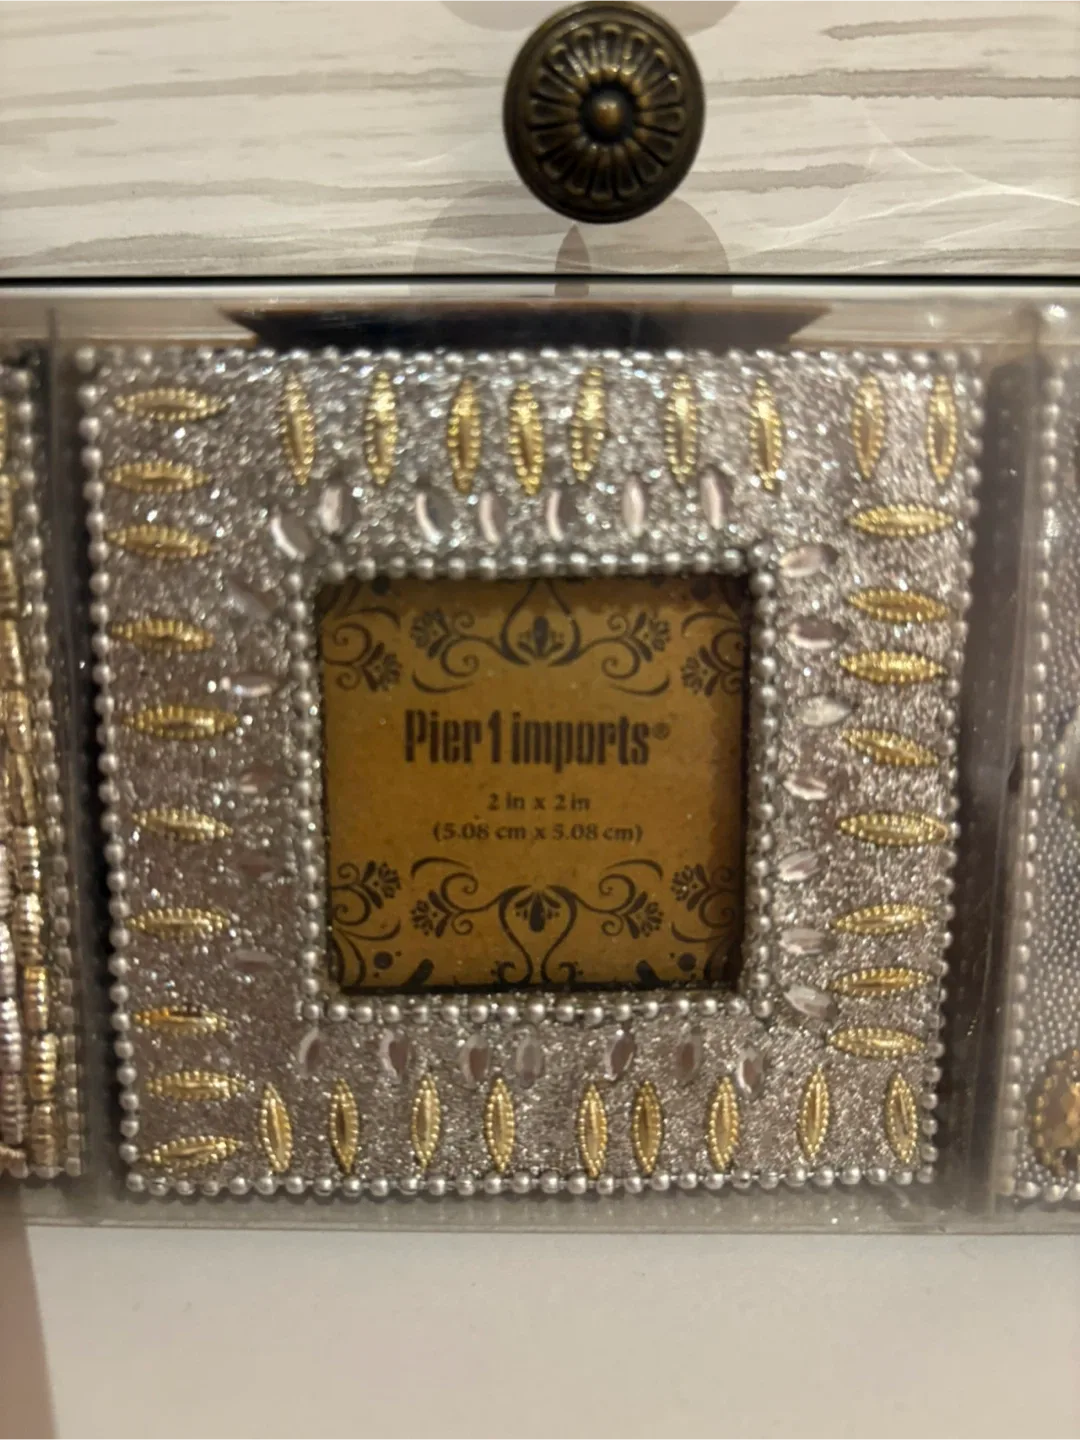 Pier 1 imports®
2 in x 2 in
(5.08 cm x 5.08 cm)